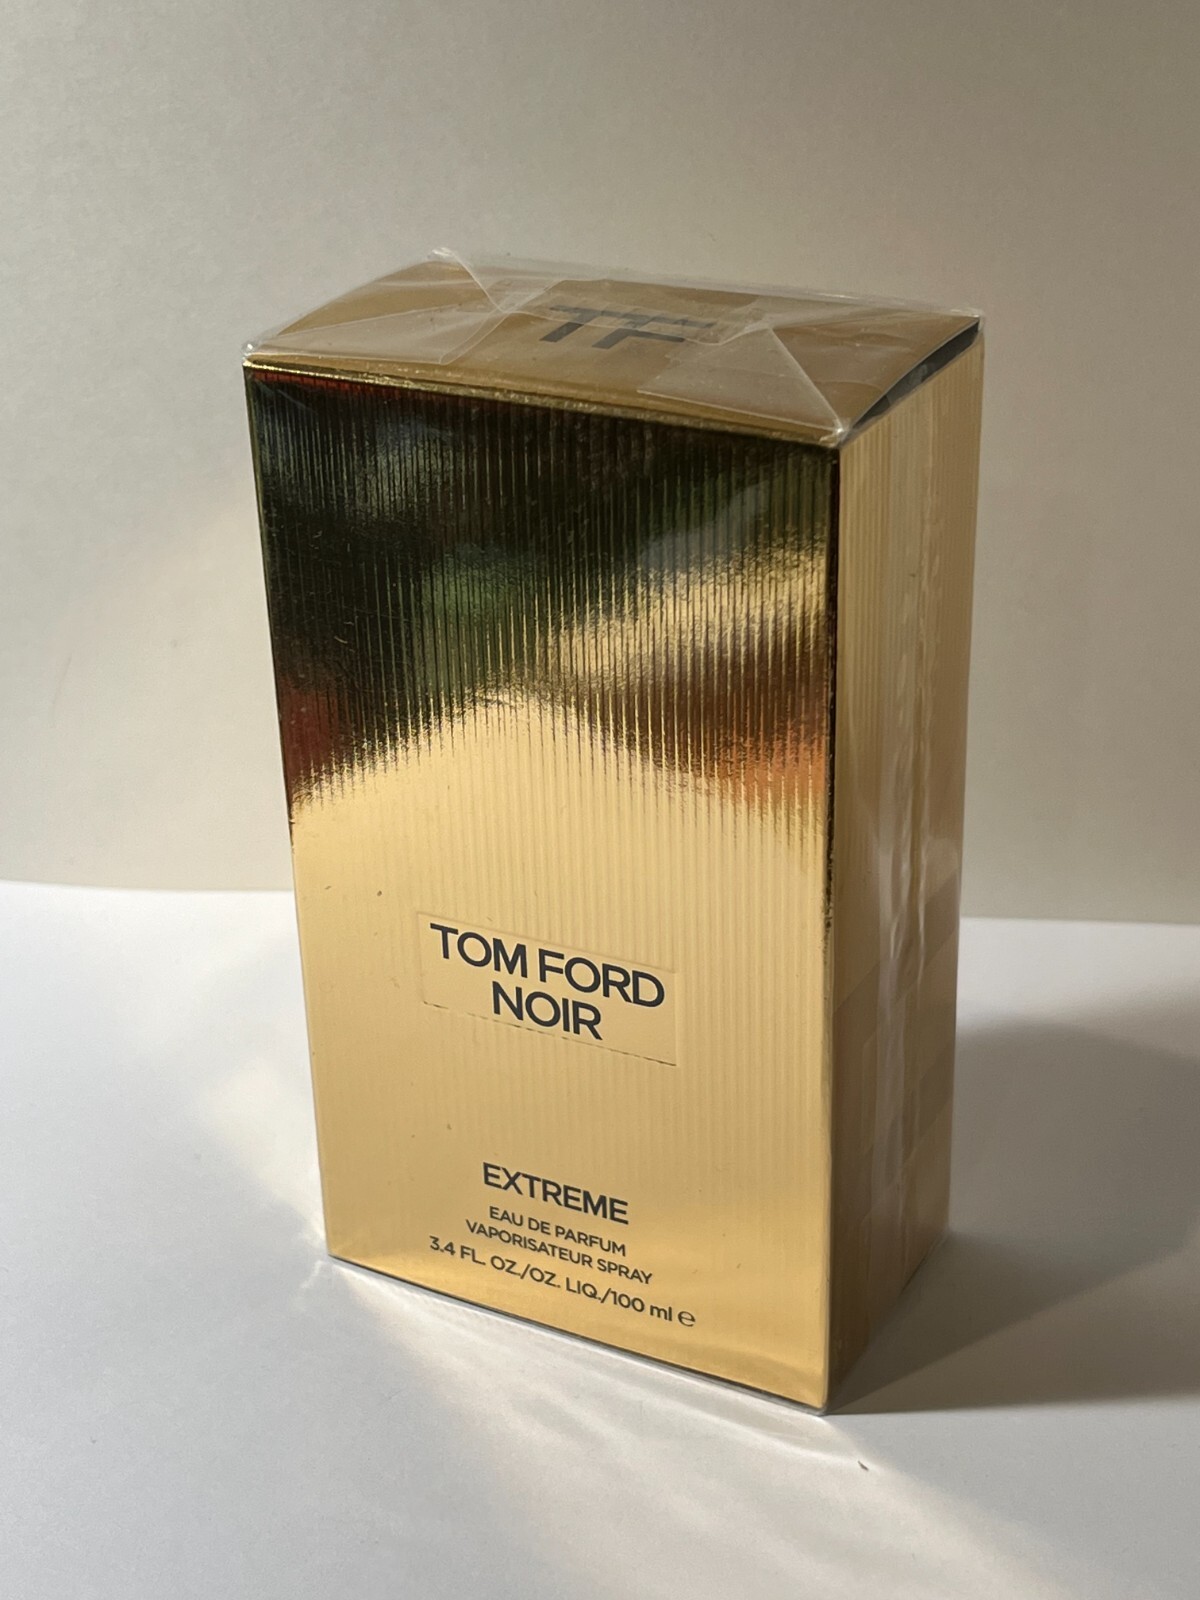 TF
TOM FORD
NOIR
EXTREME
EAU DE PARFUM
VAPORISATEUR SPRAY
3.4 FL. OZ./OZ. LIQ./100 ml ℮